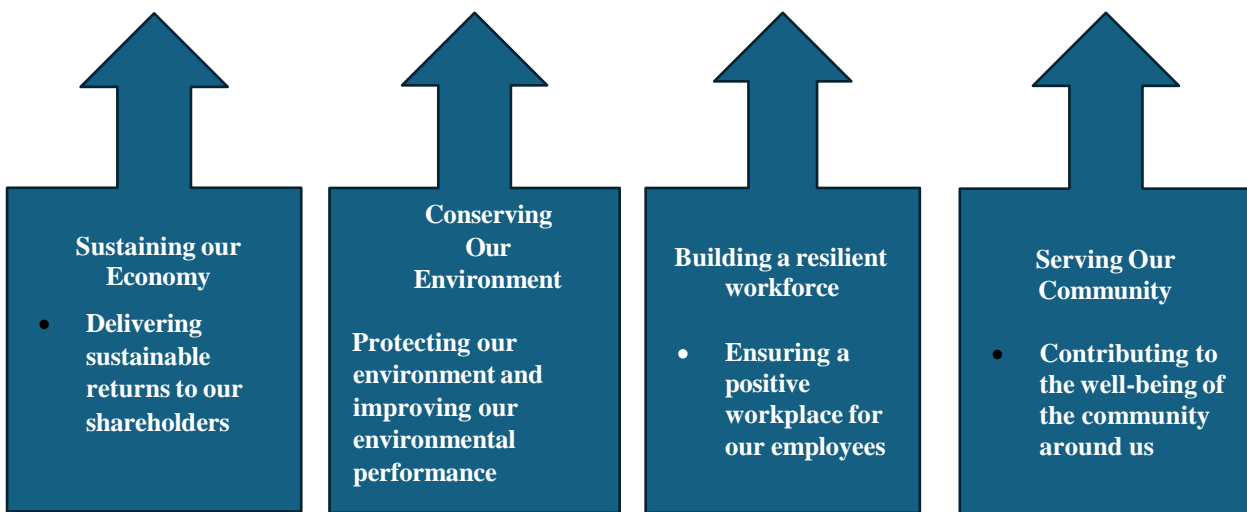 Sustaining our
Economy
• Delivering
sustainable
returns to our
shareholders
Conserving
Our
Environment
Protecting our
environment and
improving our
environmental
performance
Building a resilient
workforce
• Ensuring a
positive
workplace for
our employees
Serving Our
Community
• Contributing to
the well-being of
the community
around us